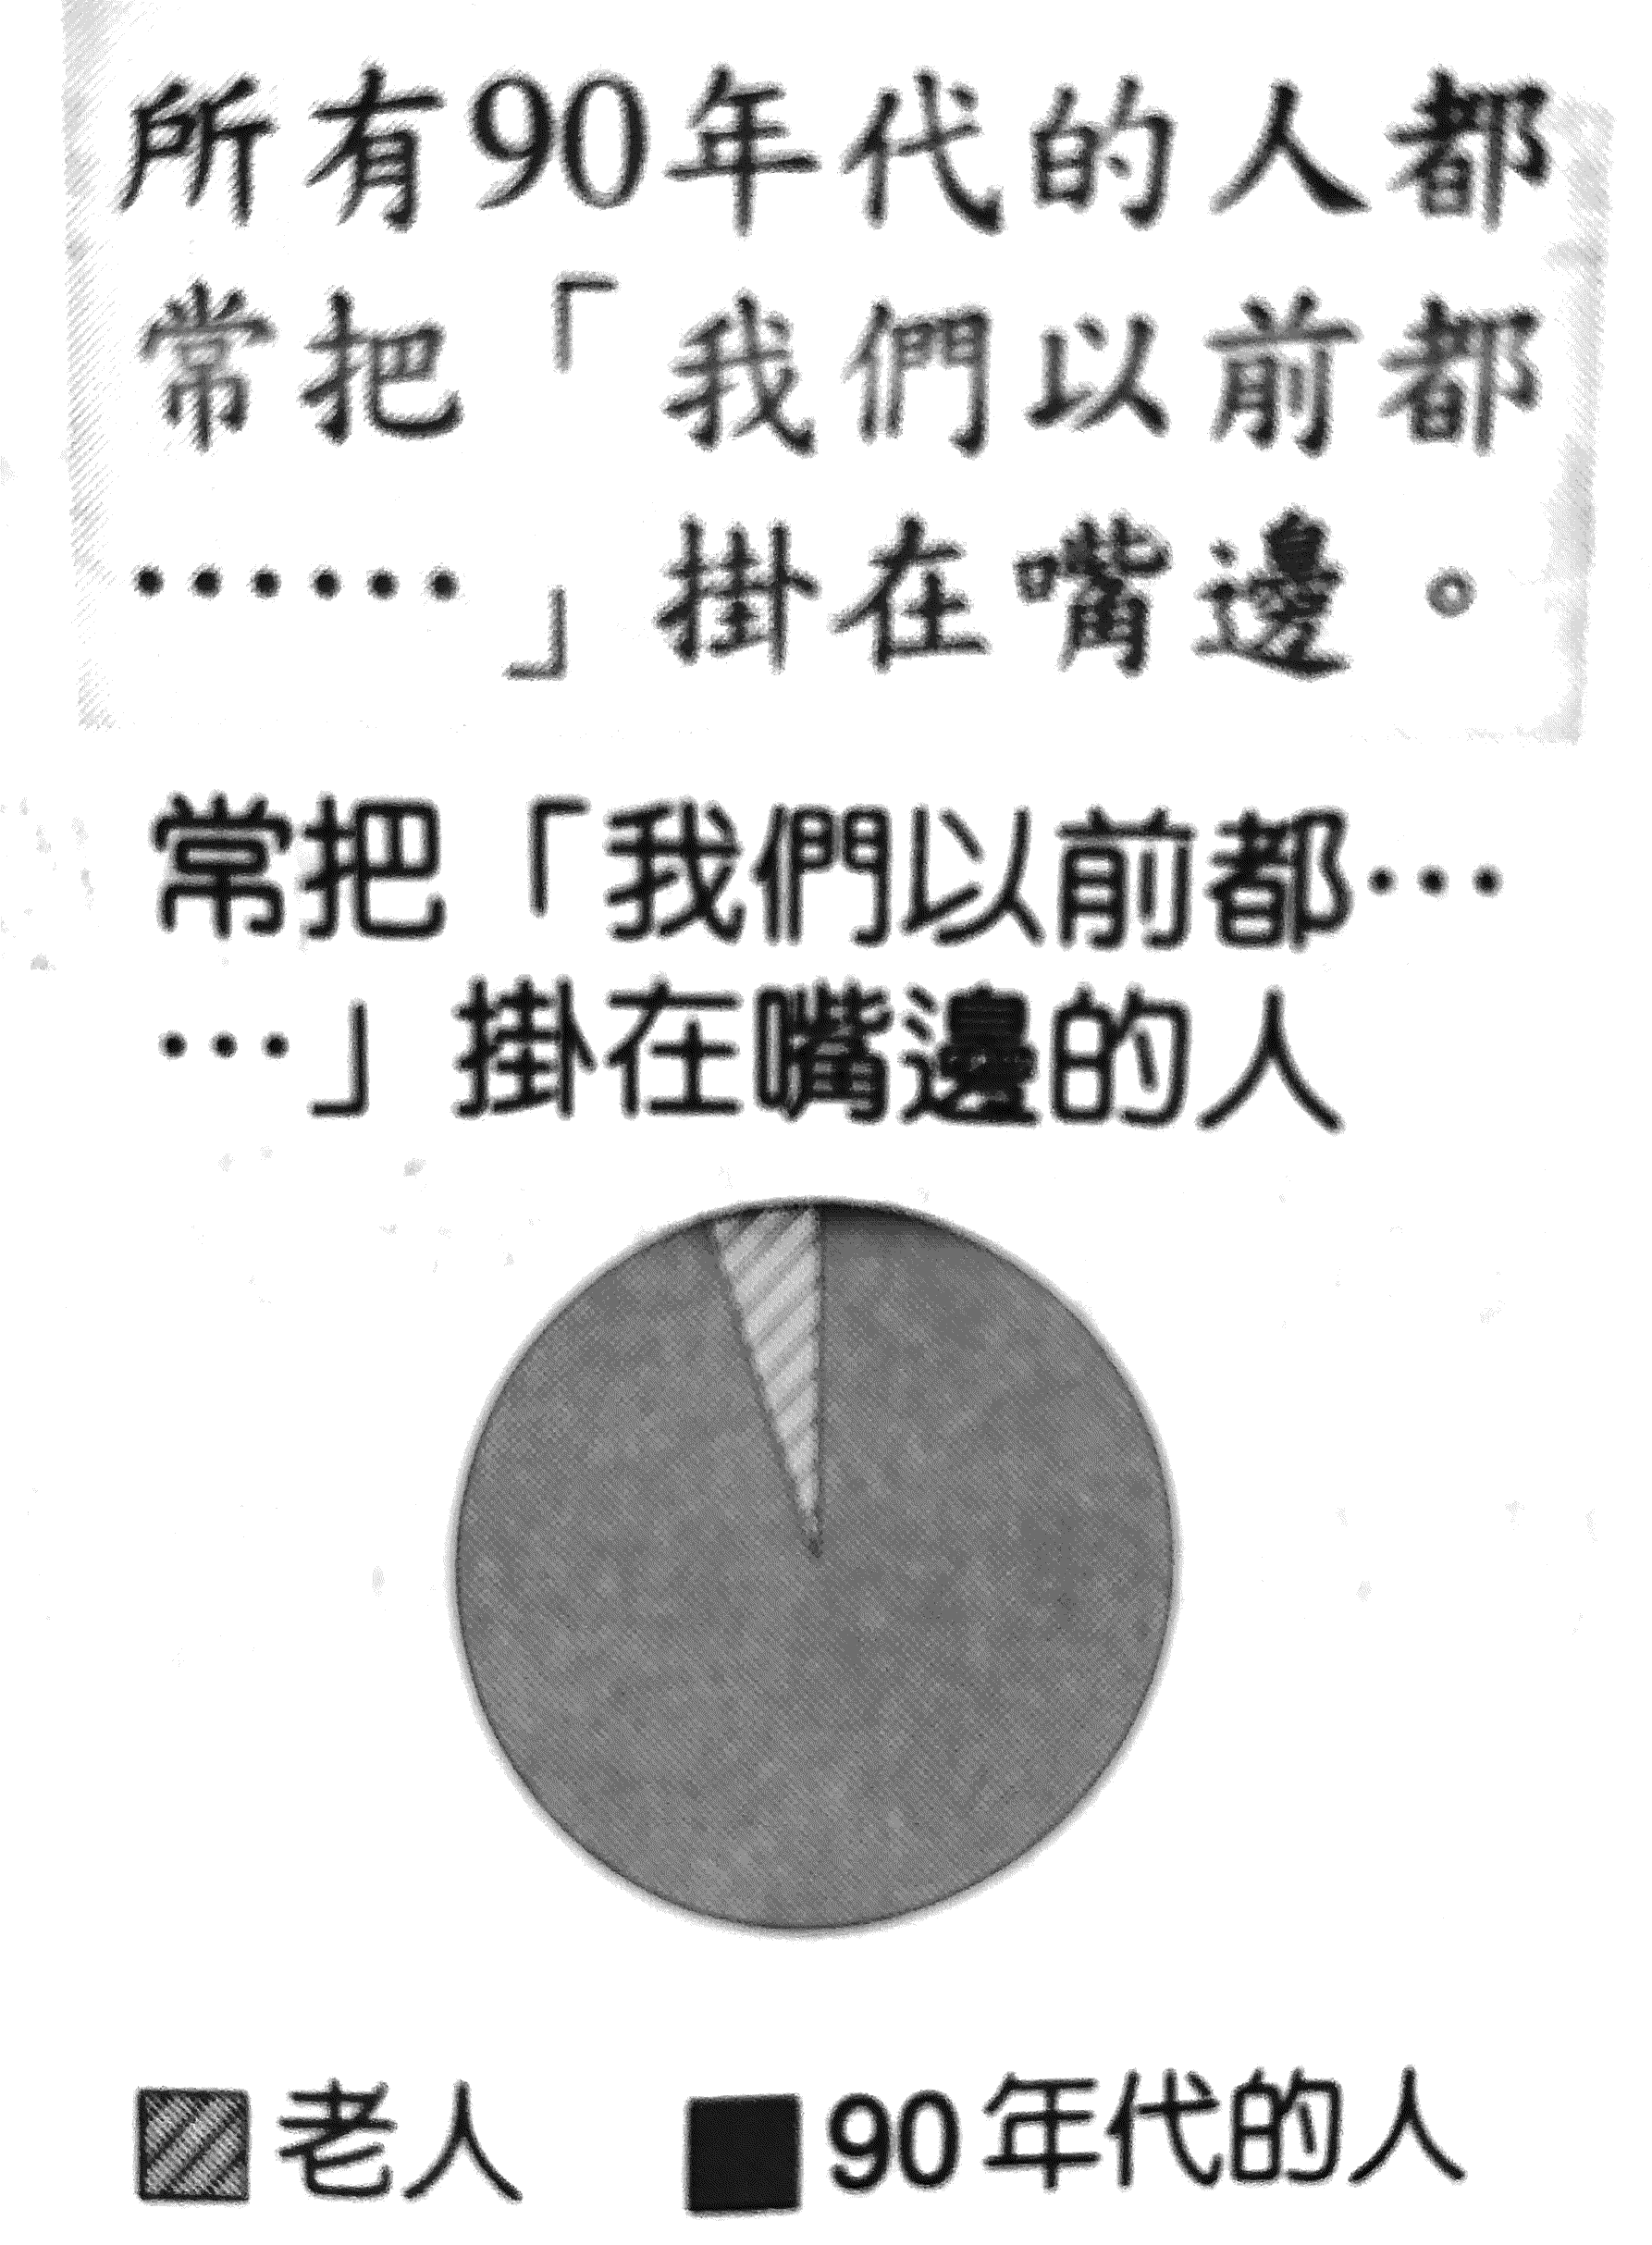 所有90年代的人都
常把「我們以前都
……」掛在嘴邊。
常把「我們以前都…
…」掛在嘴邊的人
老人
90年代的人